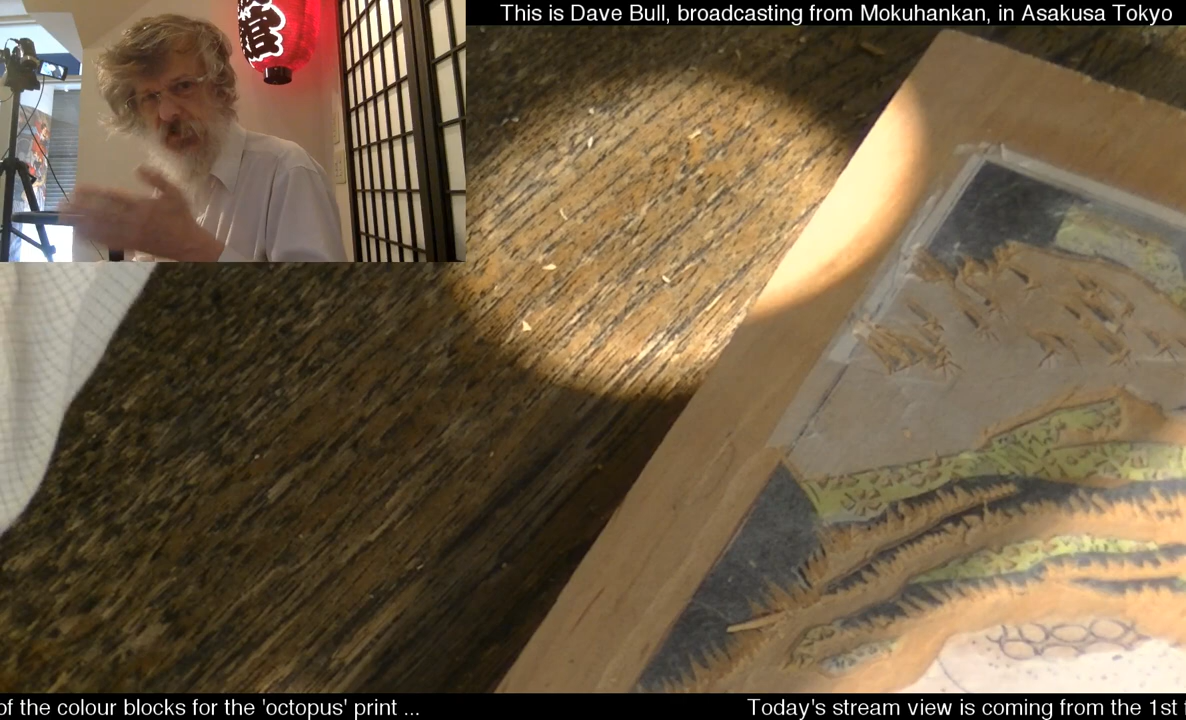 This is Dave Bull, broadcasting from Mokuhankan, in Asakusa Tokyo
館
of the colour blocks for the 'octopus' print ...
Today's stream view is coming from the 1st